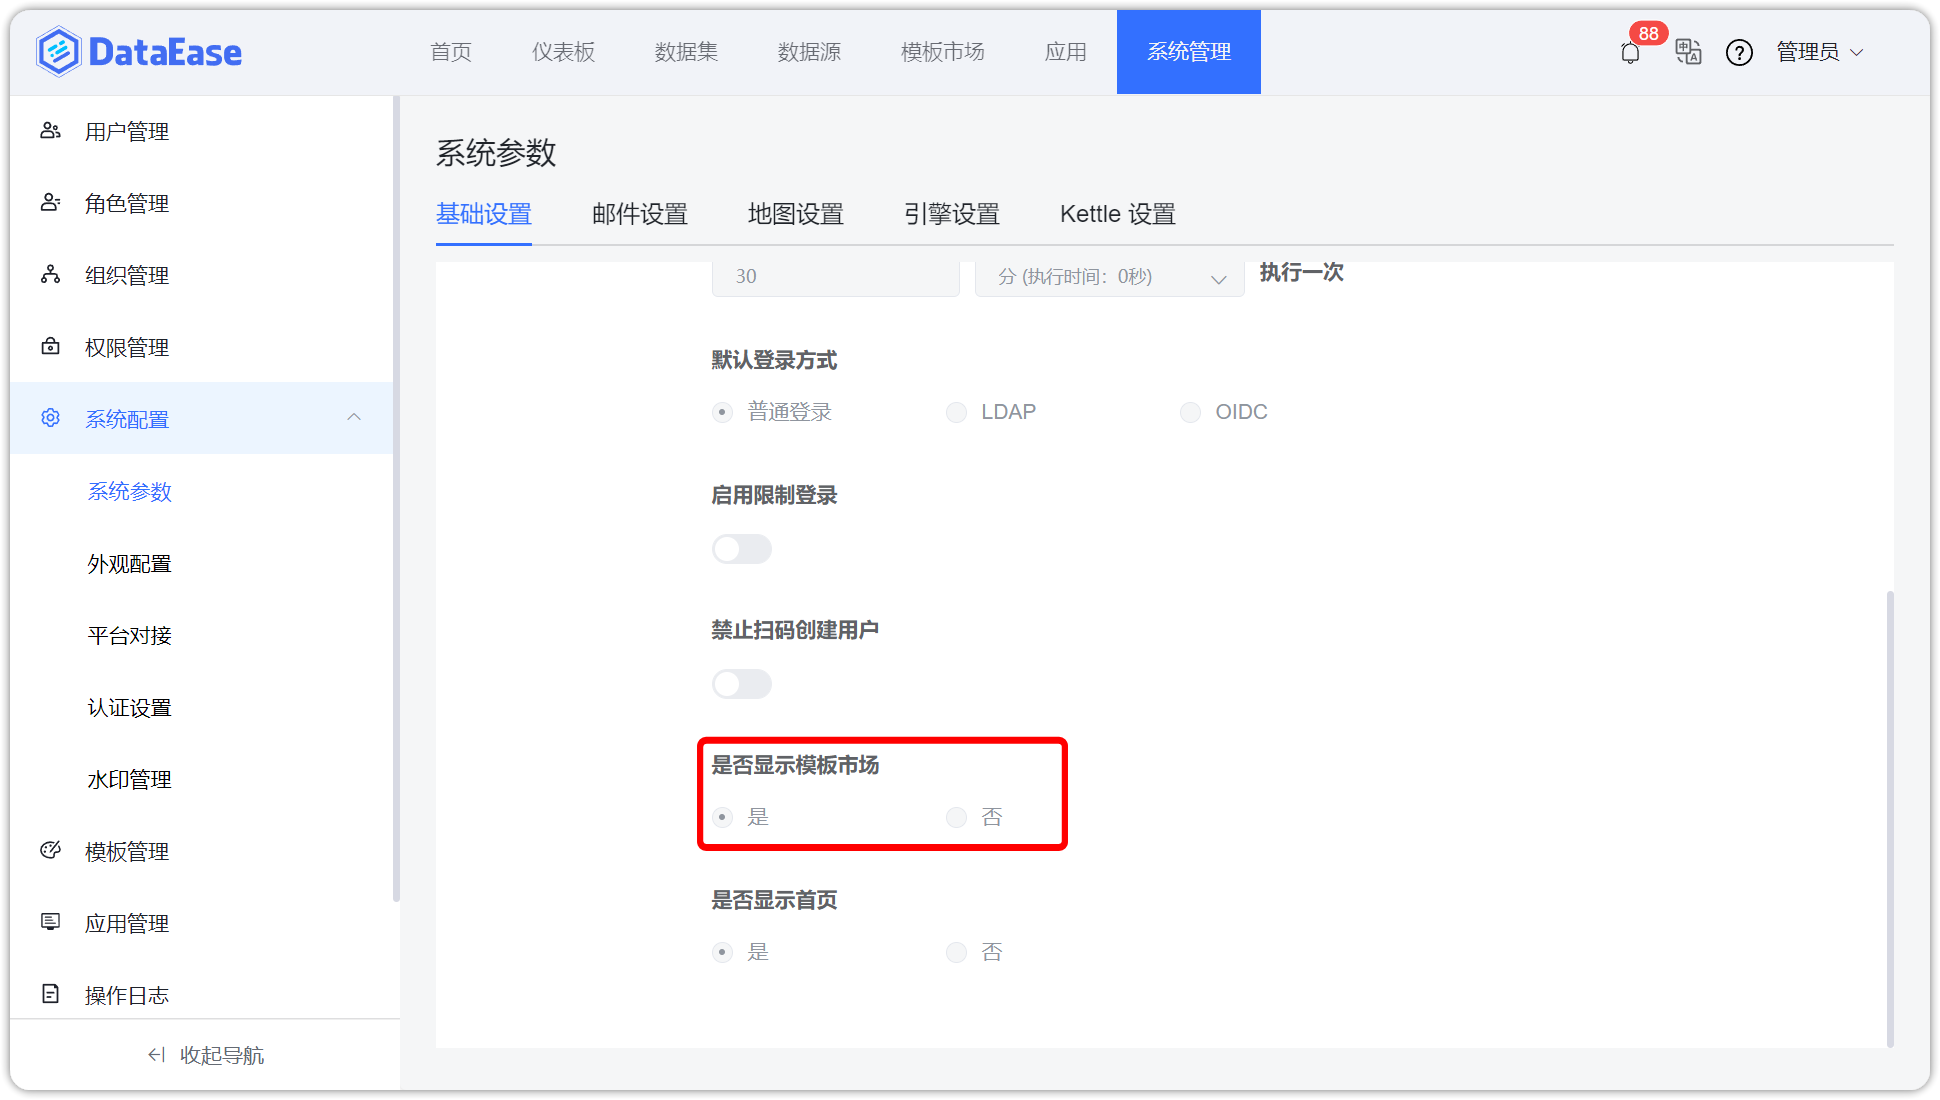 DataEase
首页 仪表板 数据集 数据源 模板市场 应用 系统管理
88
管理员
用户管理
角色管理
组织管理
权限管理
系统配置
系统参数
外观配置
平台对接
认证设置
水印管理
模板管理
应用管理
操作日志
收起导航
系统参数
基础设置 邮件设置 地图设置 引擎设置 Kettle 设置
30 分 (执行时间：0秒) 执行一次
默认登录方式
普通登录 LDAP OIDC
启用限制登录
禁止扫码创建用户
是否显示模板市场
是 否
是否显示首页
是 否